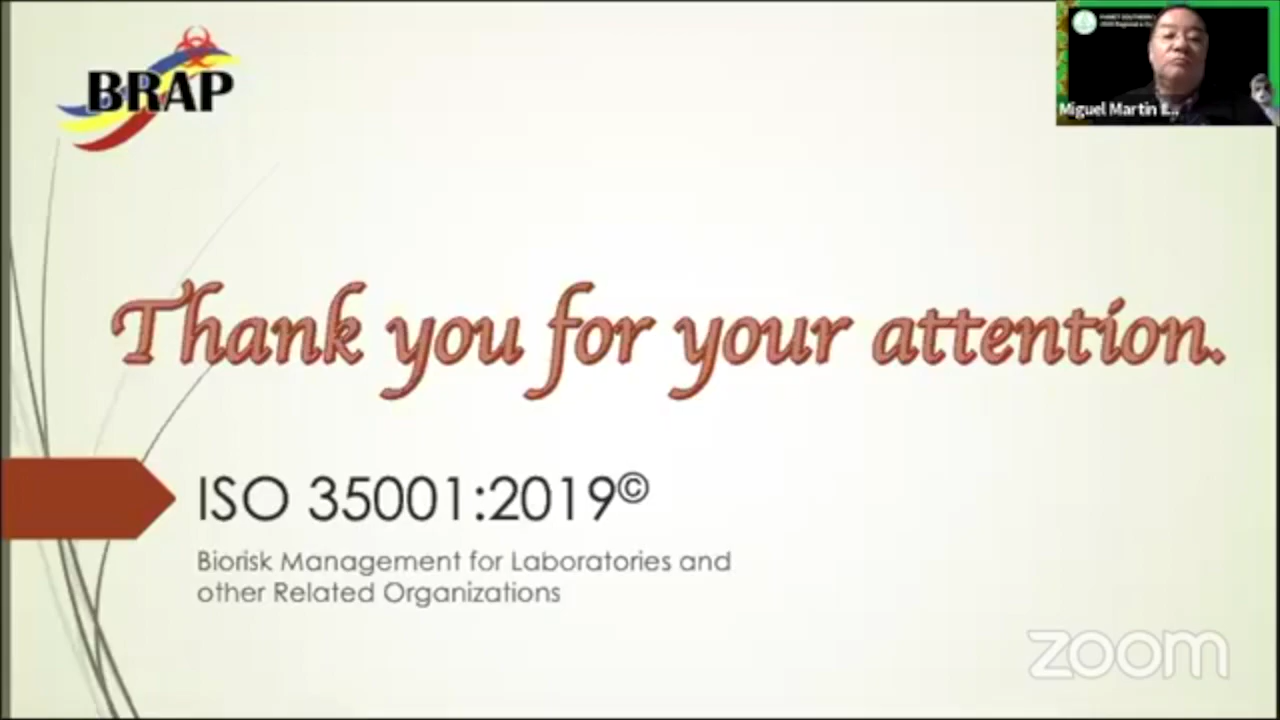 BRAP
Miguel Martin
Thank you for your attention.
ISO 35001:2019©
Biorisk Management for Laboratories and
other Related Organizations
zoom